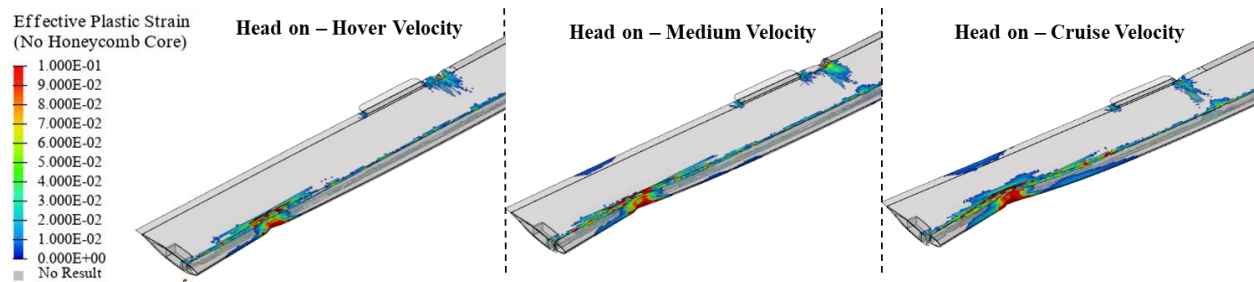 Effective Plastic Strain
(No Honeycomb Core)
1.000E-01
9.000E-02
8.000E-02
7.000E-02
6.000E-02
5.000E-02
4.000E-02
3.000E-02
2.000E-02
1.000E-02
0.000E+00
No Result
Head on – Hover Velocity
Head on – Medium Velocity
Head on – Cruise Velocity